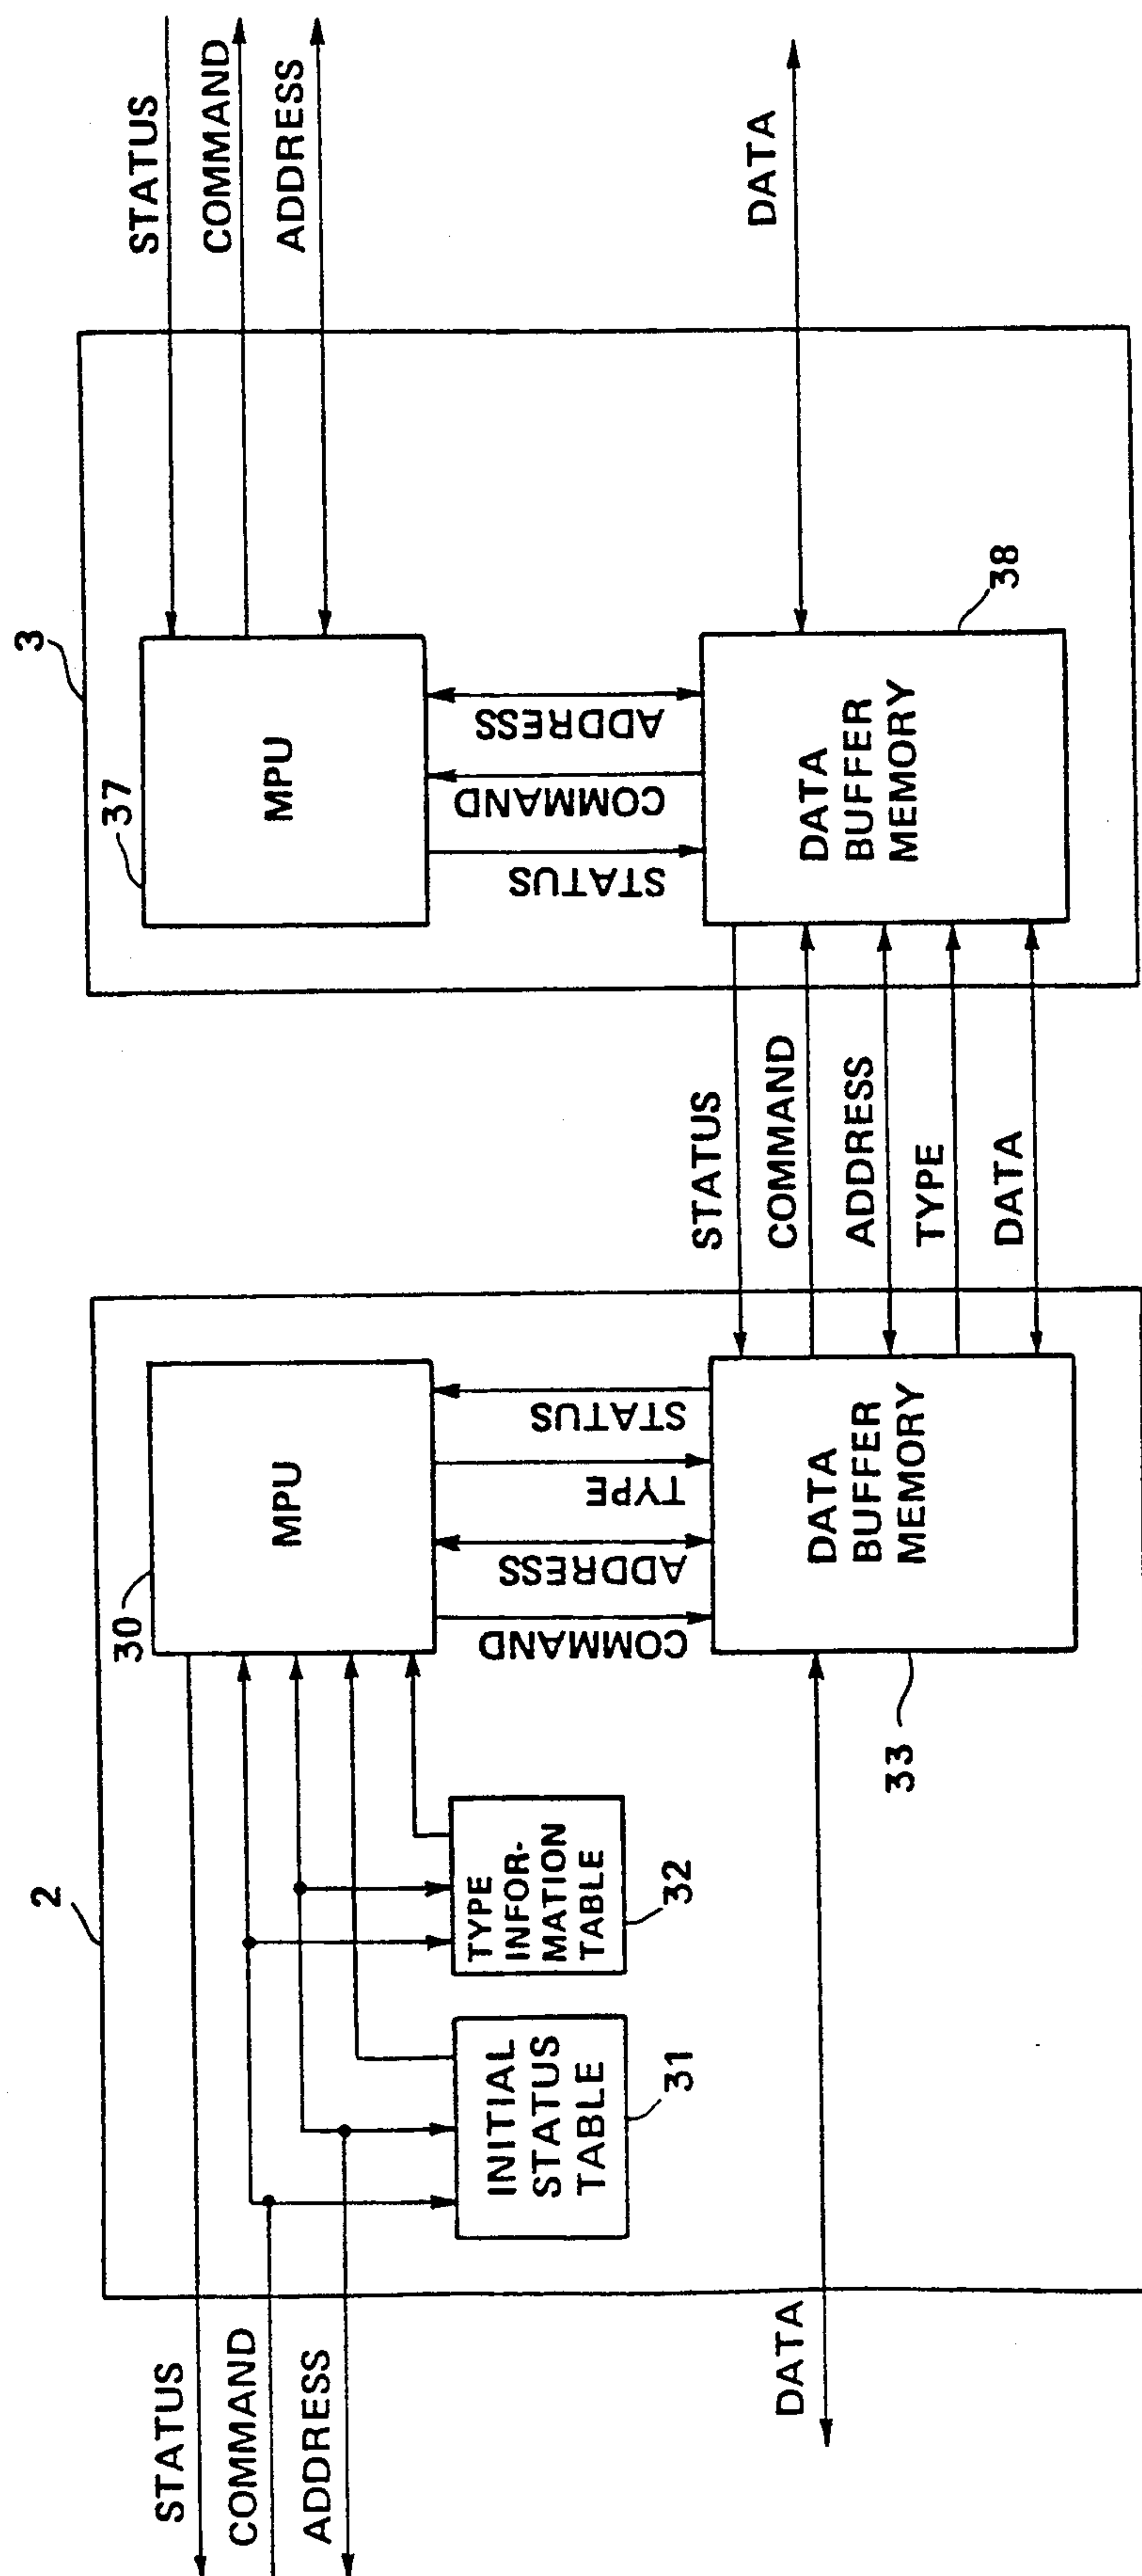 STATUS
COMMAND
ADDRESS
DATA
2
30
MPU
INITIAL
STATUS
TABLE
31
TYPE
INFOR-
MATION
TABLE
32
COMMAND
ADDRESS
TYPE
STATUS
DATA
BUFFER
MEMORY
33
STATUS
COMMAND
ADDRESS
TYPE
DATA
3
37
MPU
STATUS
COMMAND
ADDRESS
DATA
BUFFER
MEMORY
38
STATUS
COMMAND
ADDRESS
DATA